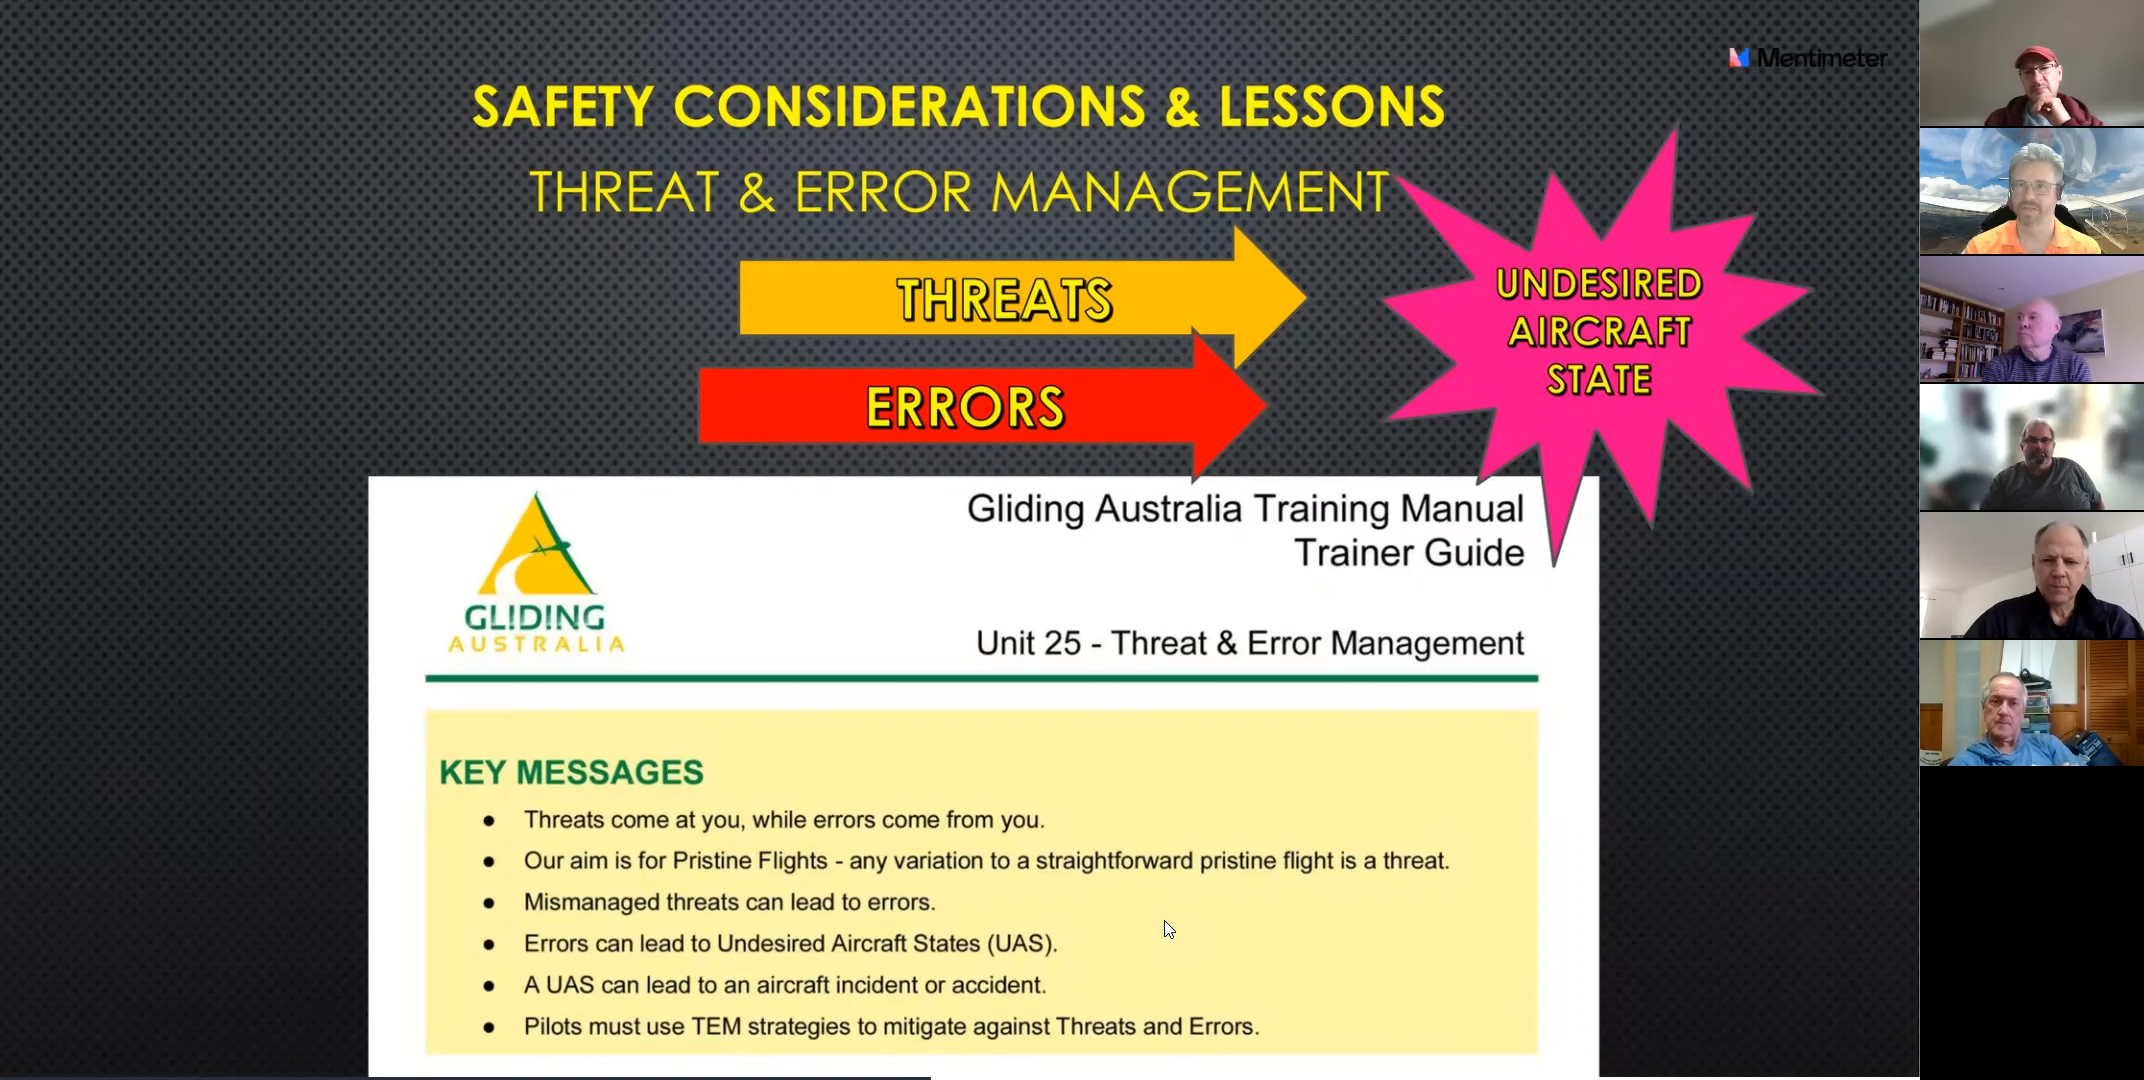 Mentimeter
SAFETY CONSIDERATIONS & LESSONS
THREAT & ERROR MANAGEMENT
THREATS
ERRORS
UNDESIRED
AIRCRAFT
STATE
GLIDING
AUSTRALIA
Gliding Australia Training Manual
Trainer Guide
Unit 25 - Threat & Error Management
KEY MESSAGES
● Threats come at you, while errors come from you.
● Our aim is for Pristine Flights - any variation to a straightforward pristine flight is a threat.
● Mismanaged threats can lead to errors.
● Errors can lead to Undesired Aircraft States (UAS).
● A UAS can lead to an aircraft incident or accident.
● Pilots must use TEM strategies to mitigate against Threats and Errors.